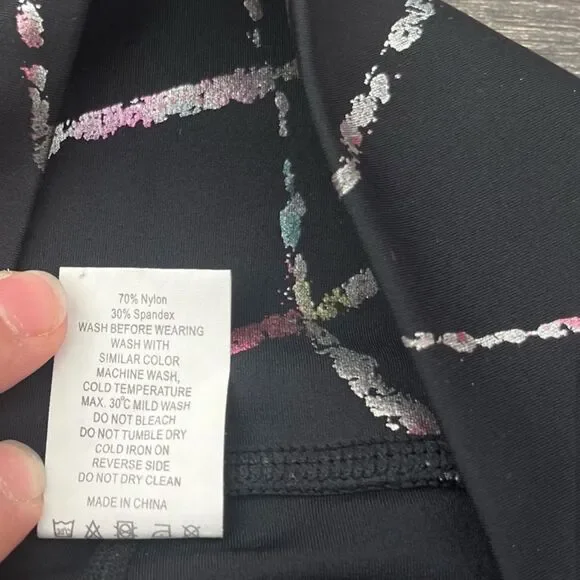 70% Nylon
30% Spandex
WASH BEFORE WEARING
WASH WITH
SIMILAR COLOR
MACHINE WASH,
COLD TEMPERATURE
MAX. 30℃ MILD WASH
DO NOT BLEACH
DO NOT TUMBLE DRY
COLD IRON ON
REVERSE SIDE
DO NOT DRY CLEAN
MADE IN CHINA